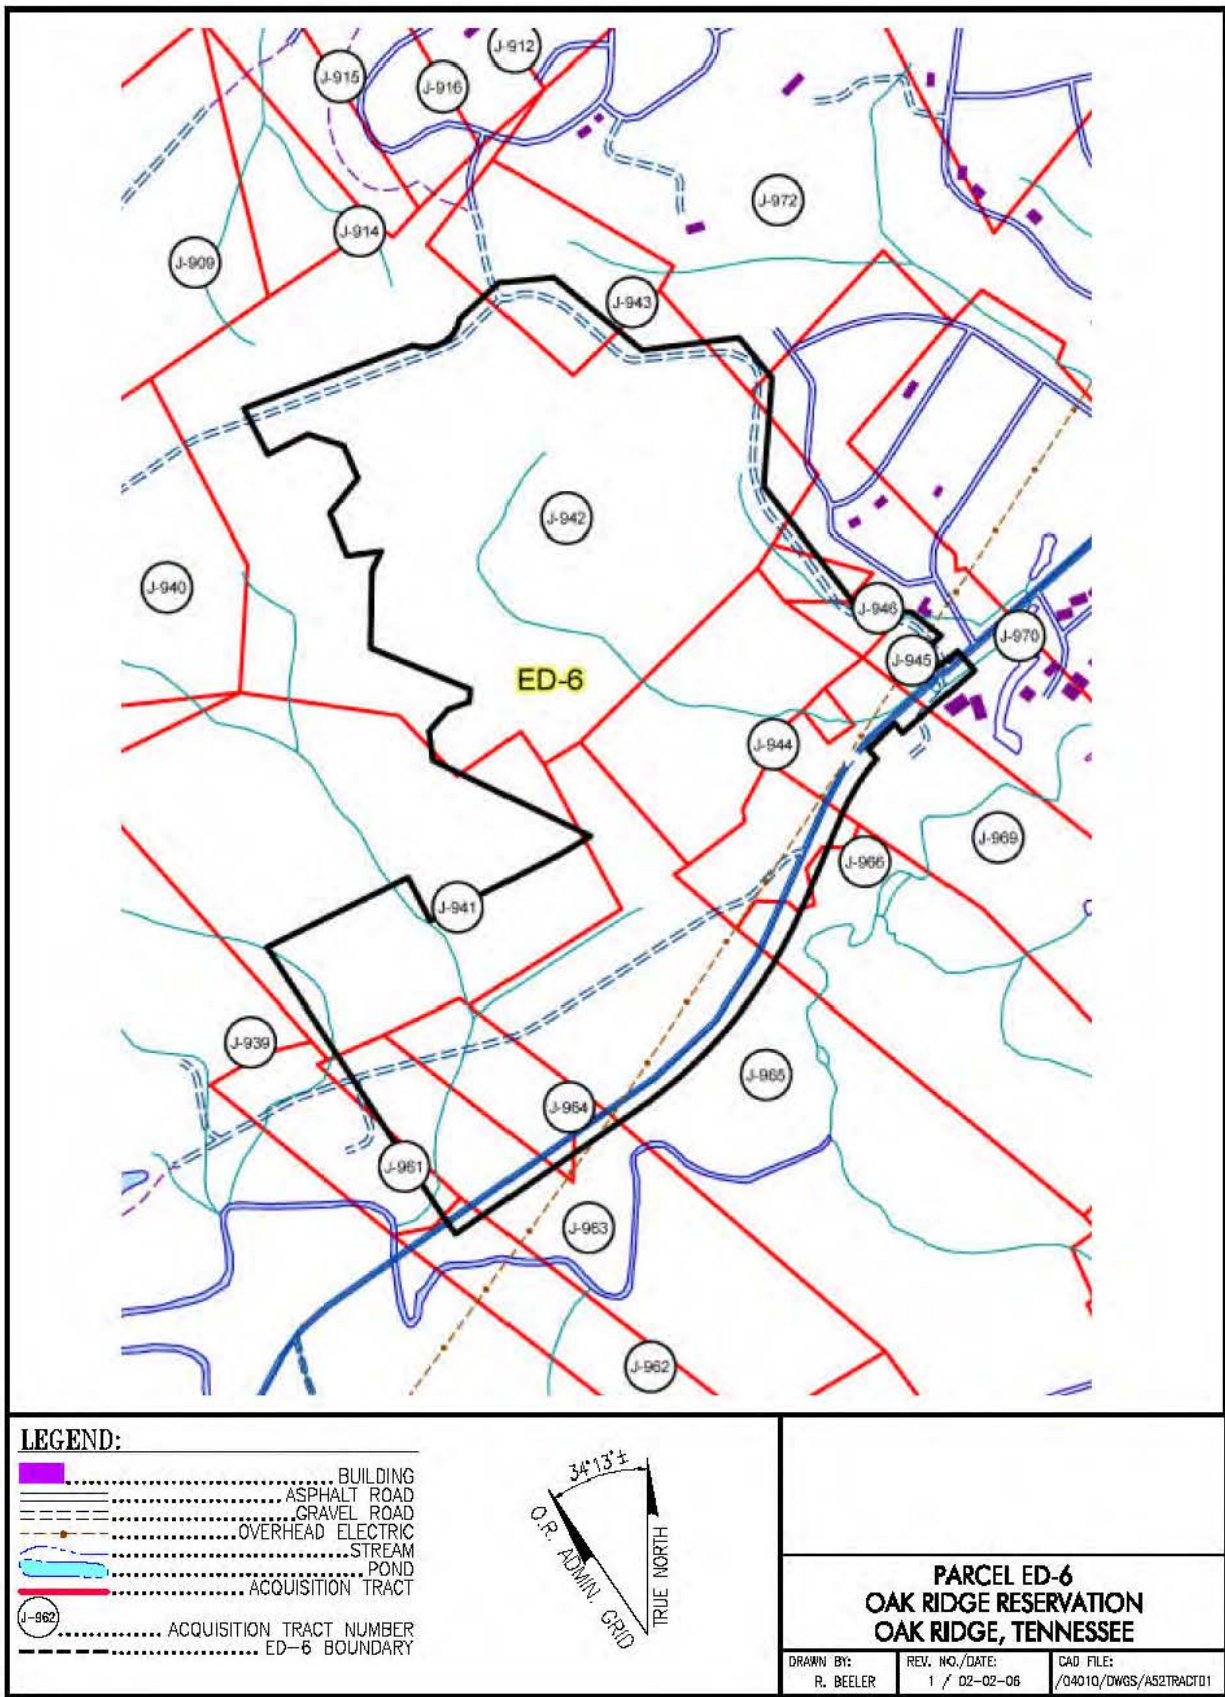 J-912
J-915
J-916
J-972
J-914
J-909
J-943
J-942
J-940
J-946
J-970
J-945
ED-6
J-944
J-969
J-966
J-941
J-939
J-965
J-964
J-961
J-963
J-962
LEGEND:
BUILDING
ASPHALT ROAD
GRAVEL ROAD
OVERHEAD ELECTRIC
STREAM
POND
ACQUISITION TRACT
J-962 ACQUISITION TRACT NUMBER
ED-6 BOUNDARY
34°13'±
O.R. ADMIN. GRID
TRUE NORTH
PARCEL ED-6
OAK RIDGE RESERVATION
OAK RIDGE, TENNESSEE
DRAWN BY: REV. NO./DATE: CAD FILE:
R. BEELER 1 / 02-02-06 /04010/DWGS/A52TRACT01